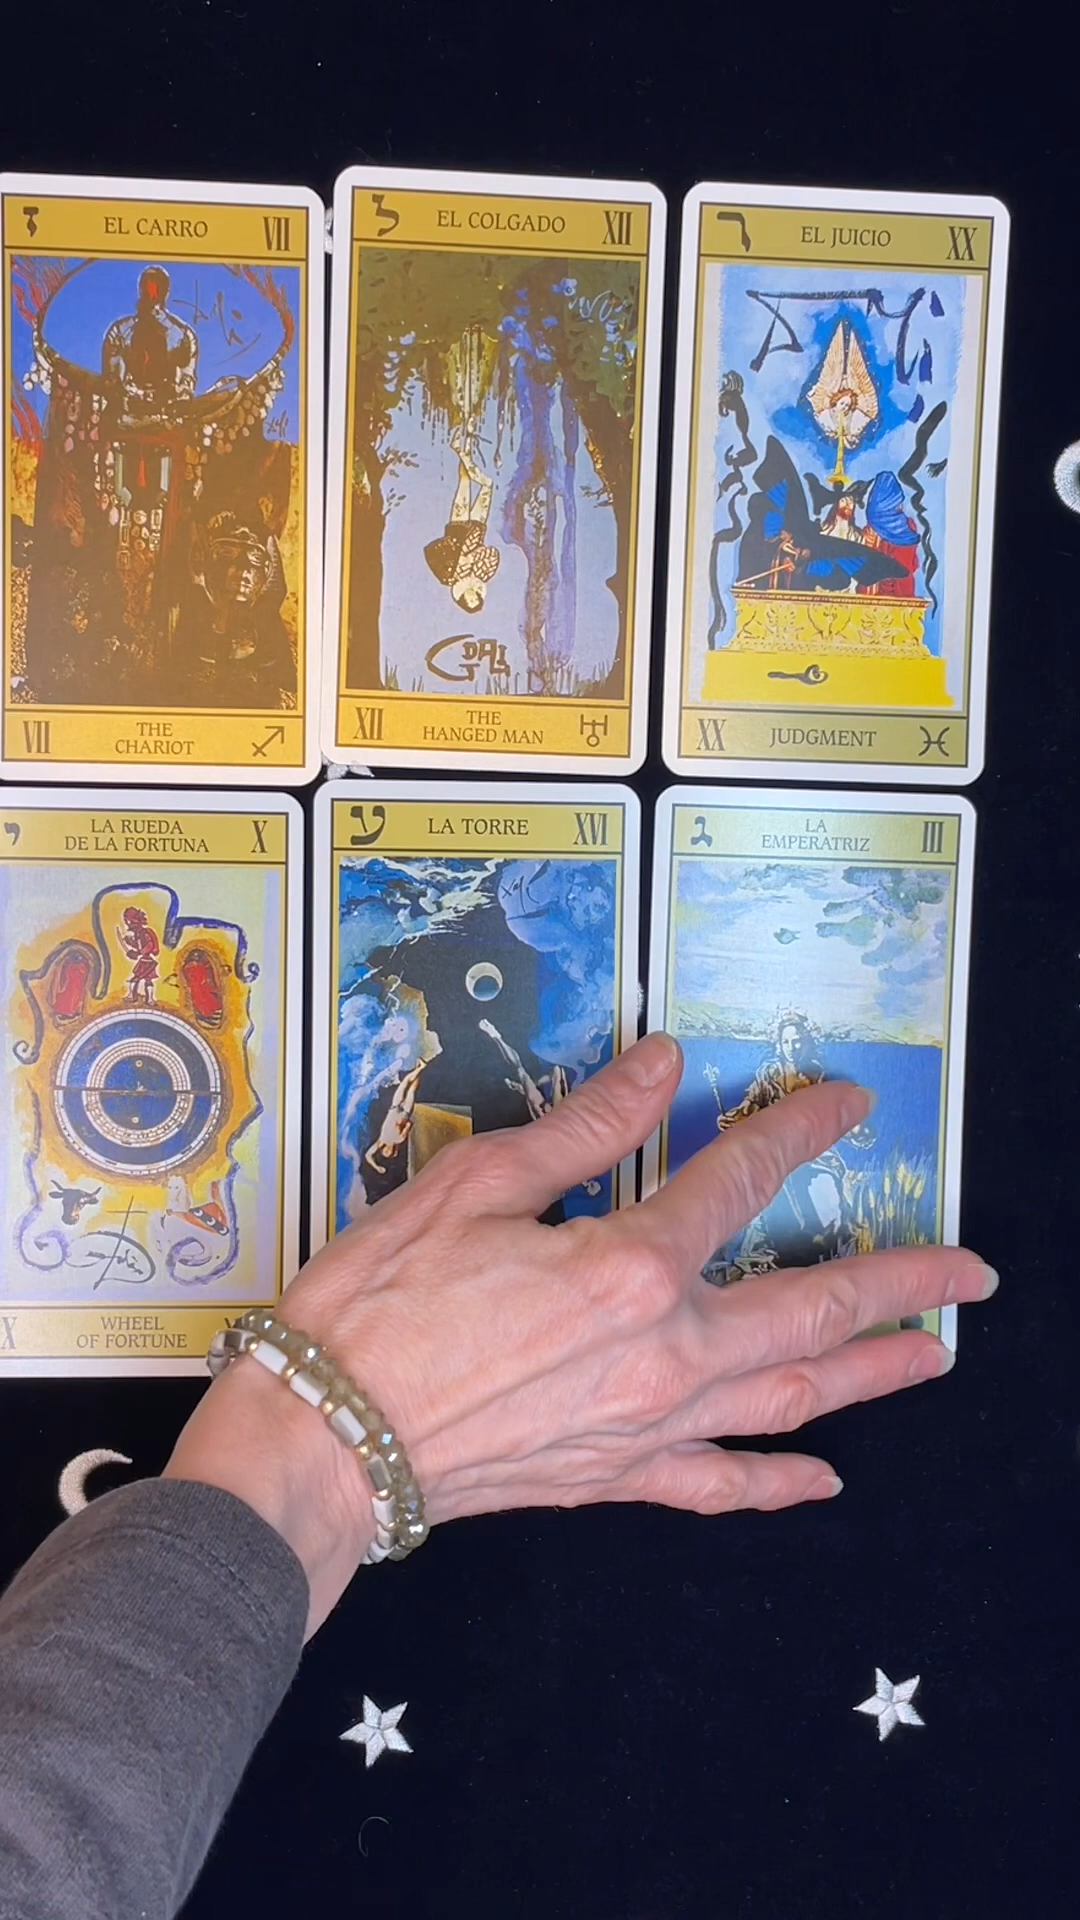 ז EL CARRO VII
VII THE
CHARIOT
ל EL COLGADO XII
DALI
XII THE
HANGED MAN
ר EL JUICIO XX
XX JUDGMENT
י LA RUEDA
DE LA FORTUNA X
X WHEEL
OF FORTUNE
ע LA TORRE XVI
ג LA
EMPERATRIZ III